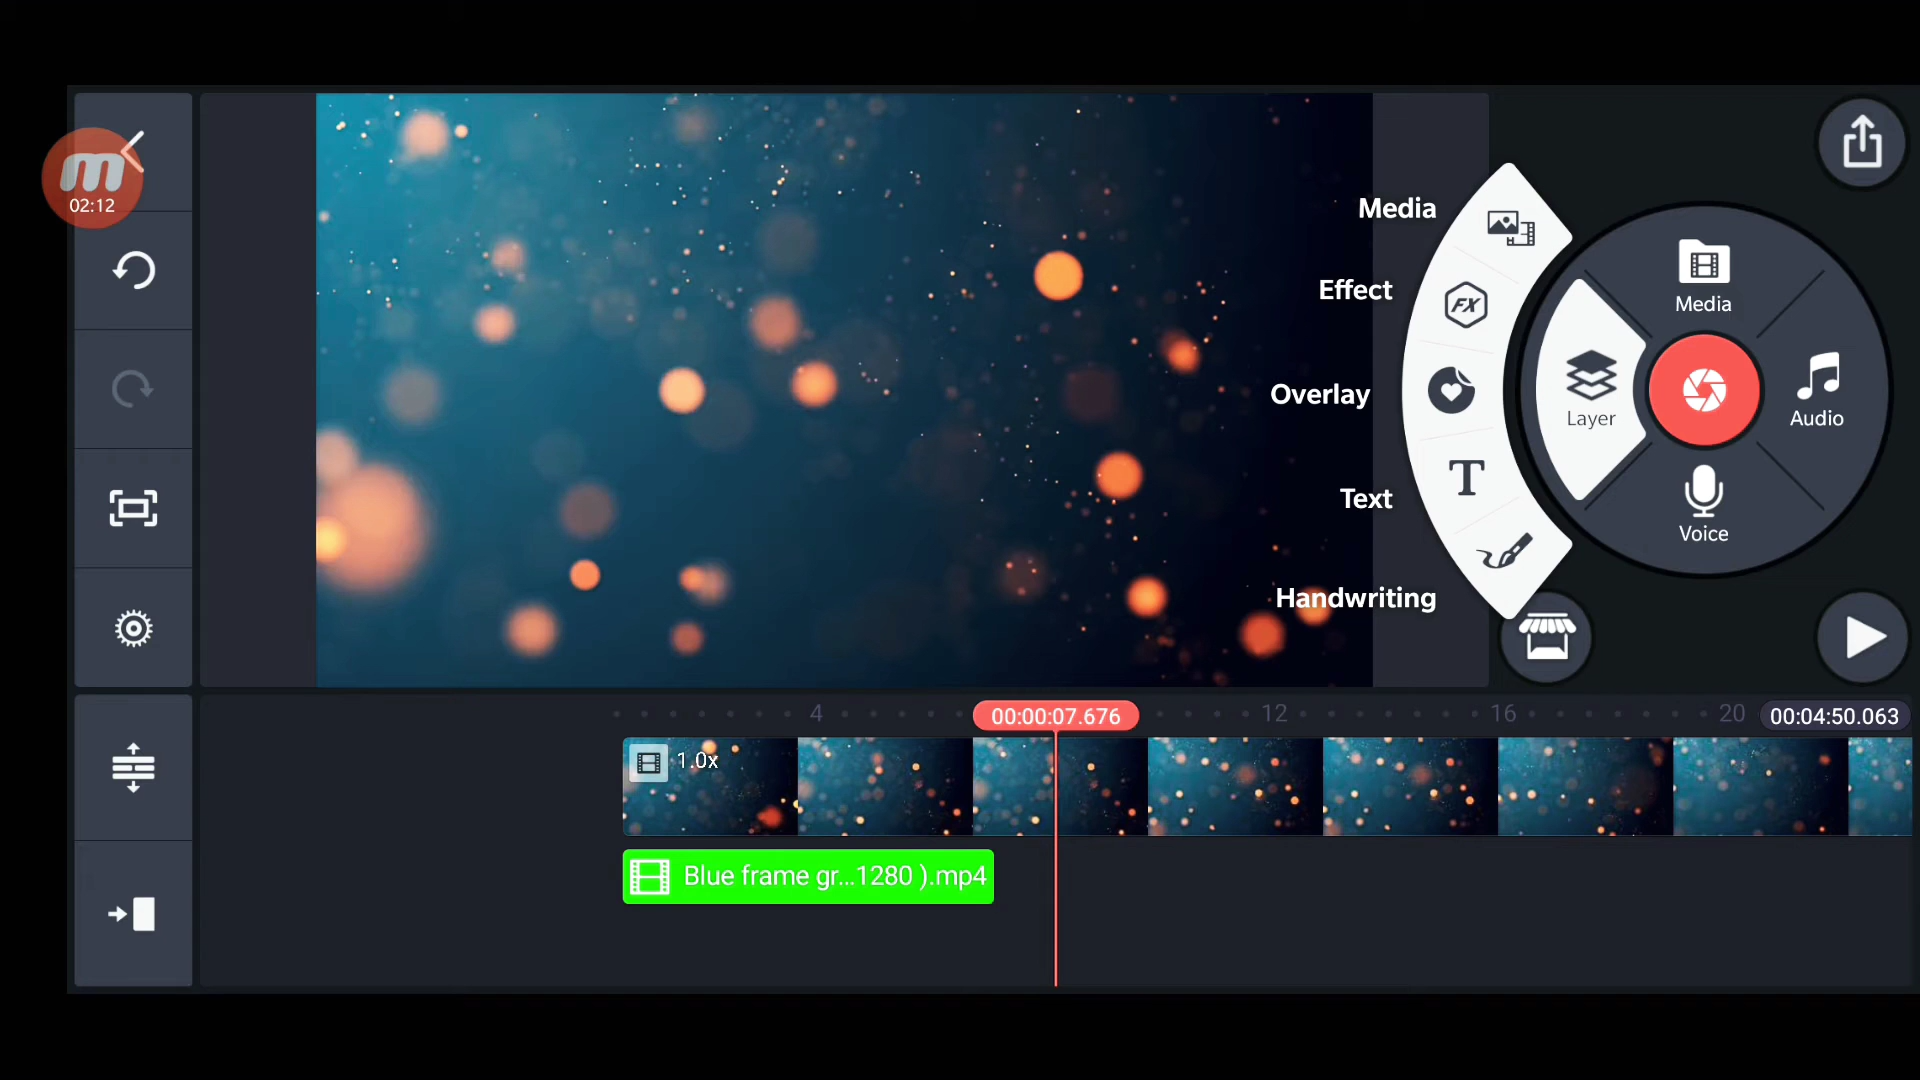 m
02:12
Media
Effect
Overlay
Text
Handwriting
FX
T
Media
Layer
Audio
Voice
4
00:00:07.676
12
16
20
00:04:50.063
1.0x
Blue frame gr...1280 ).mp4